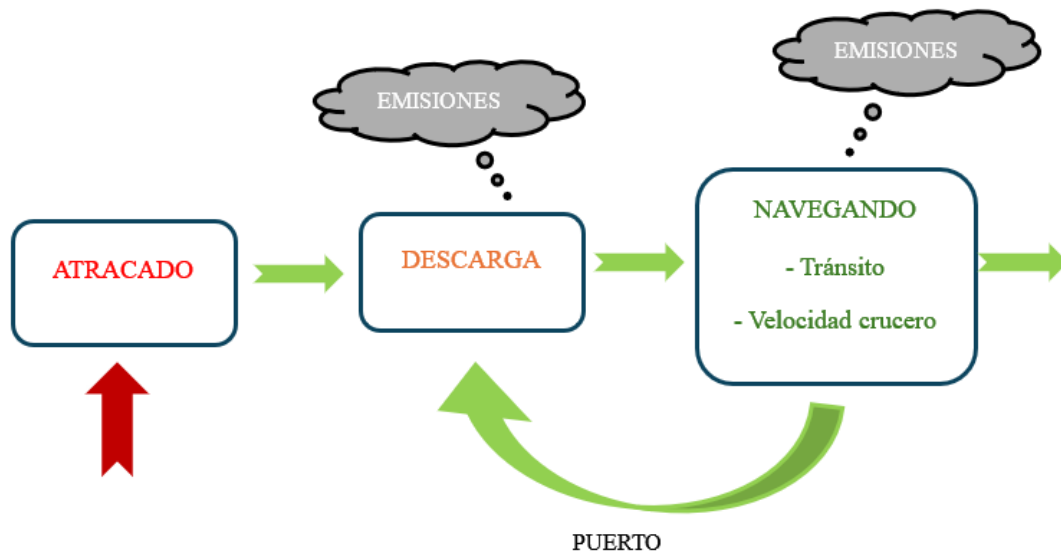 EMISIONES
EMISIONES
ATRACADO
DESCARGA
NAVEGANDO
- Tránsito
- Velocidad crucero
PUERTO